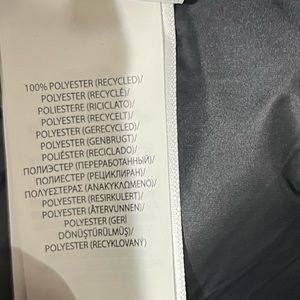 100% POLYESTER (RECYCLED)/
POLYESTER (RECYCLÉ)/
POLIESTERE (RICICLATO)/
POLYESTER (RECYCELT)/
POLYESTER (GERECYCLED)/
POLYESTER (GENBRUGT)/
POLIÉSTER (RECICLADO)/
ПОЛИЭСТЕР (ПЕРЕРАБОТАННЫЙ)/
ПОЛИЕСТЕР (РЕЦИКЛИРАН)/
ΠΟΛΥΕΣΤΕΡΑΣ (ΑΝΑΚΥΚΛΩΜΕΝΟ)/
POLYESTER (RESIRKULERT)/
POLYESTER (ÅTERVUNNEN)/
POLYESTER (GERİ
DÖNÜŞTÜRÜLMÜŞ)/
POLYESTER (RECYKLOVANÝ)